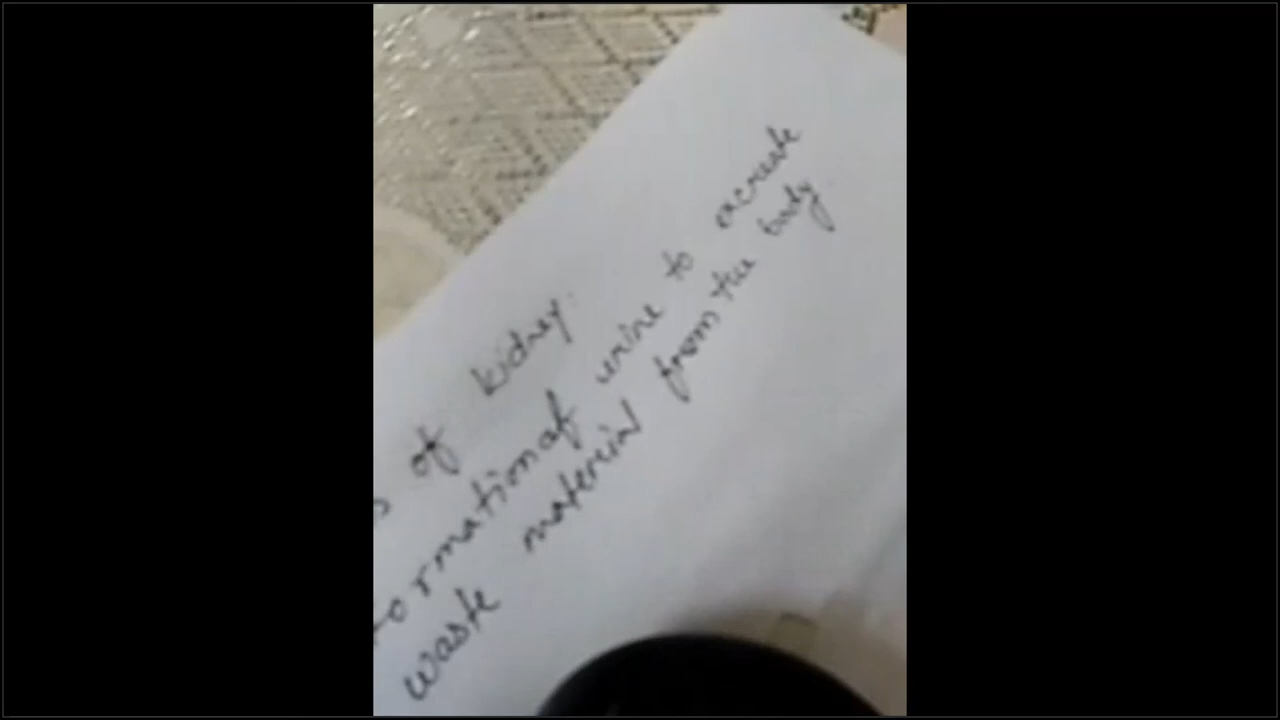 s of kidney:
formation of urine to excrete
waste material from the body